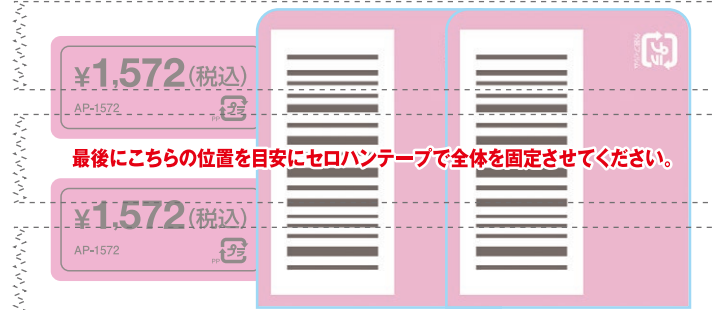 ¥1,572(税込)
AP-1572
PP プラ
プラ
最後にこちらの位置を目安にセロハンテープで全体を固定させてください。
¥1,572(税込)
AP-1572
PP プラ